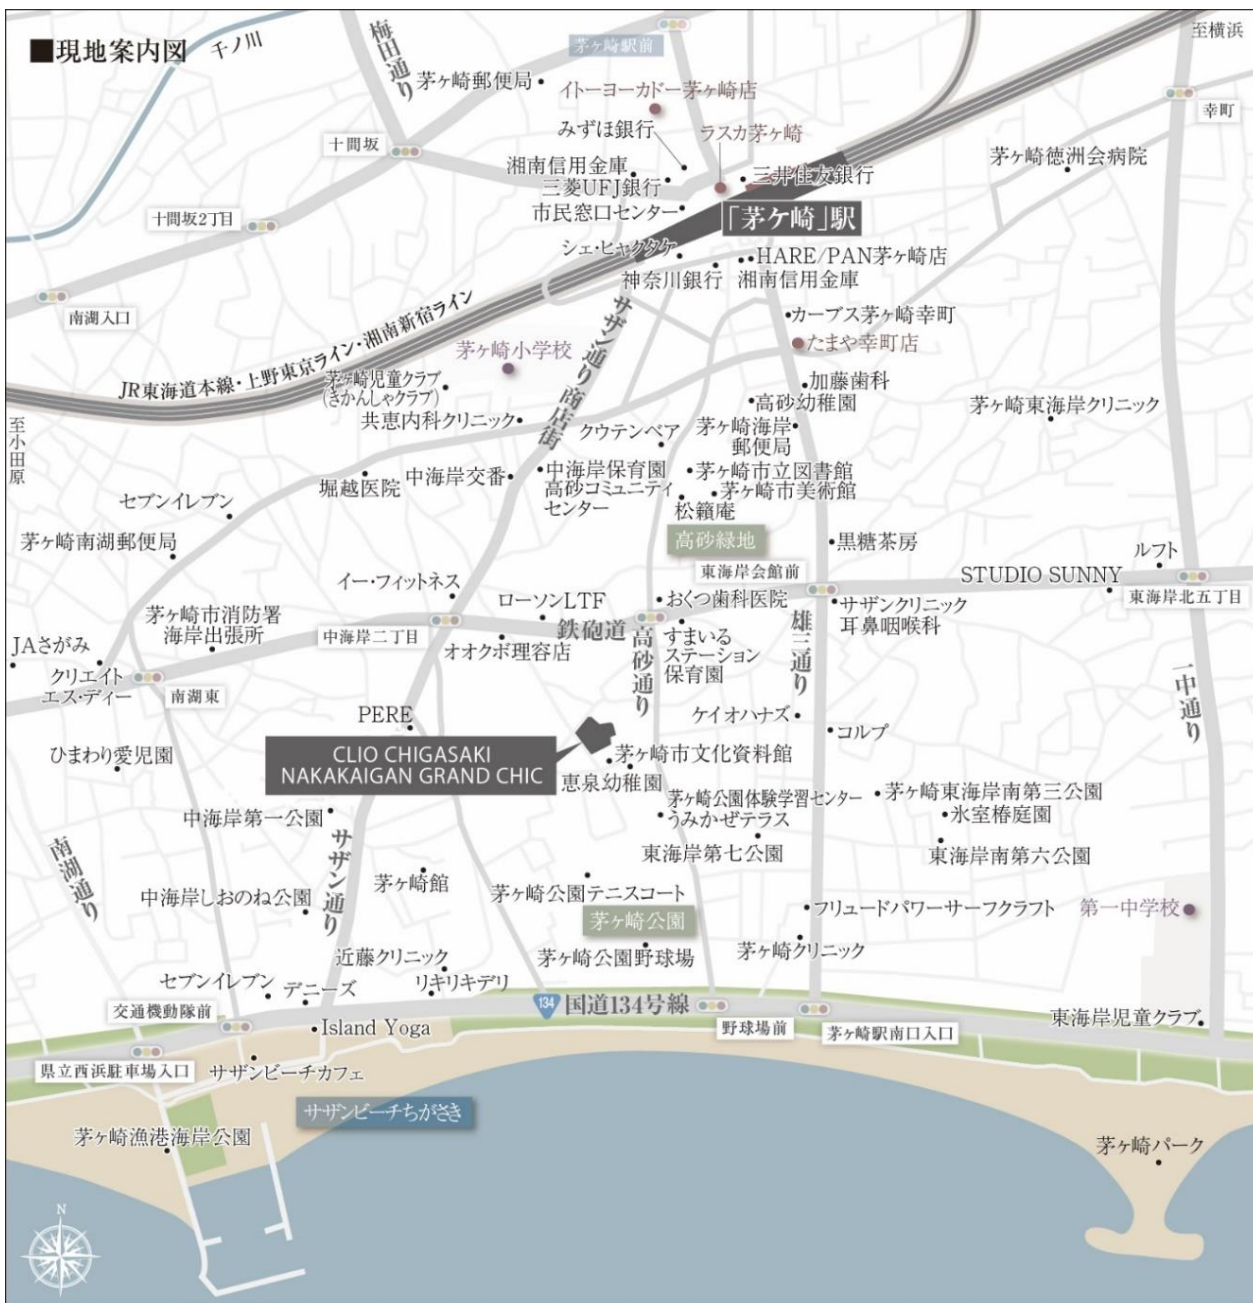 ■現地案内図
千ノ川
梅田通り
茅ヶ崎駅前
至横浜
茅ヶ崎郵便局
イトーヨーカドー茅ヶ崎店
幸町
みずほ銀行
ラスカ茅ヶ崎
十間坂
湘南信用金庫
三菱UFJ銀行
三井住友銀行
茅ヶ崎徳洲会病院
市民窓口センター
十間坂2丁目
「茅ケ崎」駅
シェ・ヒャクタケ
神奈川銀行
HARE/PAN茅ヶ崎店
湘南信用金庫
南湖入口
JR東海道本線・上野東京ライン・湘南新宿ライン
サザン通り商店街
カーブス茅ヶ崎幸町
たまや幸町店
茅ヶ崎小学校
茅ヶ崎児童クラブ
(きかんしゃクラブ)
加藤歯科
高砂幼稚園
茅ヶ崎東海岸クリニック
至小田原
共恵内科クリニック
クウテンベア
茅ヶ崎海岸
郵便局
堀越医院
中海岸交番
中海岸保育園
高砂コミュニティ
センター
茅ヶ崎市立図書館
茅ヶ崎市美術館
松籟庵
セブンイレブン
茅ヶ崎南湖郵便局
高砂緑地
黒糖茶房
ルフト
東海岸会館前
STUDIO SUNNY
東海岸北五丁目
イー・フィットネス
ローソンLTF
おくつ歯科医院
サザンクリニック
耳鼻咽喉科
茅ヶ崎市消防署
海岸出張所
中海岸二丁目
鉄砲道
オオクボ理容店
高砂通り
すまいる
ステーション
保育園
雄三通り
一中通り
JAさがみ
クリエイト
エス・ディー
南湖東
PERE
ケイオハナズ
コルブ
CLIO CHIGASAKI
NAKAKAIGAN GRAND CHIC
茅ヶ崎市文化資料館
恵泉幼稚園
ひまわり愛児園
茅ヶ崎公園体験学習センター
うみかぜテラス
茅ヶ崎東海岸南第三公園
氷室椿庭園
中海岸第一公園
サザン通り
東海岸第七公園
東海岸南第六公園
南湖通り
茅ヶ崎館
茅ヶ崎公園テニスコート
中海岸しおのね公園
茅ヶ崎公園
フリュードパワーサーフクラフト
第一中学校
近藤クリニック
茅ヶ崎公園野球場
茅ヶ崎クリニック
セブンイレブン
デニーズ
リキリキデリ
交通機動隊前
134
国道134号線
野球場前
茅ヶ崎駅南口入口
東海岸児童クラブ
Island Yoga
県立西浜駐車場入口
サザンビーチカフェ
サザンビーチちがさき
茅ヶ崎漁港海岸公園
茅ヶ崎パーク
N